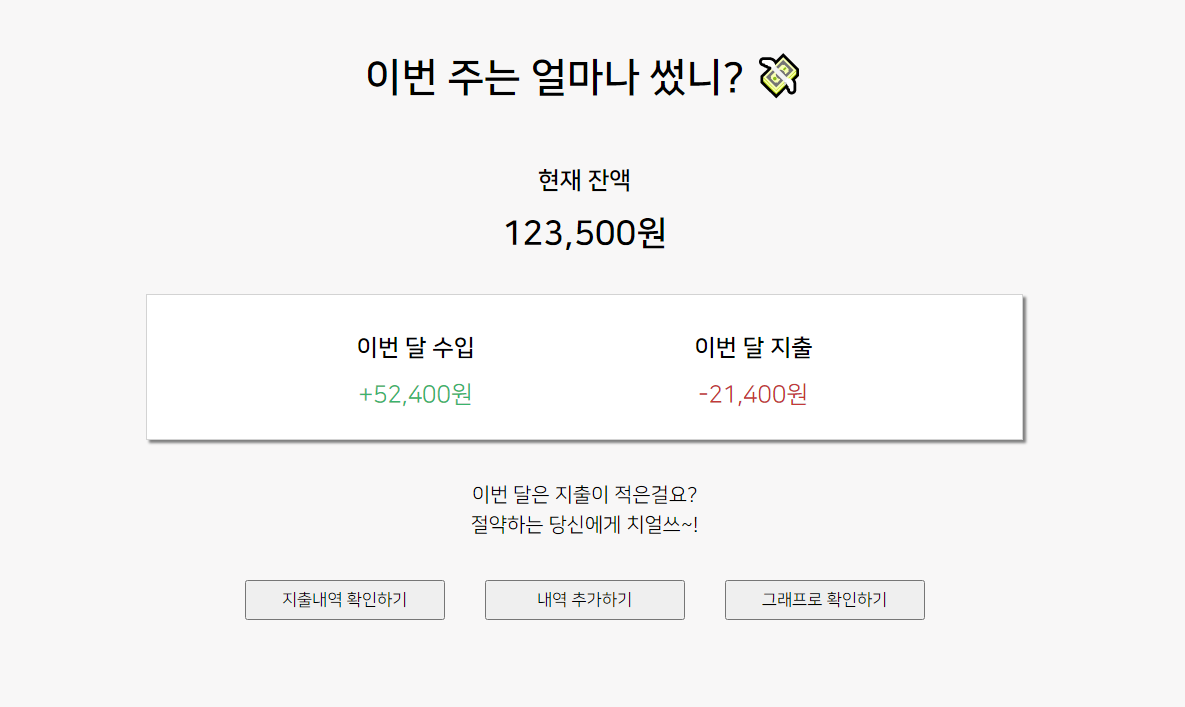 이번 주는 얼마나 썼니? 💸
현재 잔액
123,500원
이번 달 수입
이번 달 지출
+52,400원
-21,400원
이번 달은 지출이 적은걸요?
절약하는 당신에게 치얼쓰~!
지출내역 확인하기
내역 추가하기
그래프로 확인하기